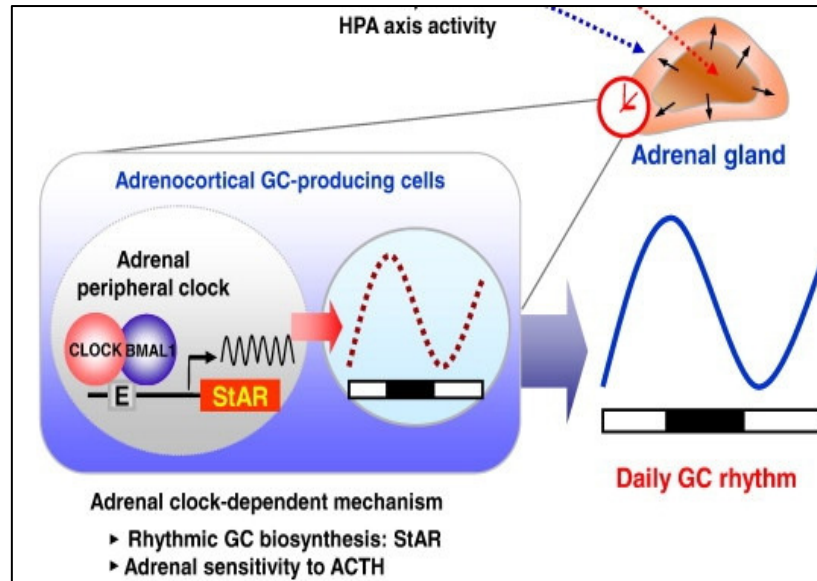 HPA axis activity
Adrenal gland
Adrenocortical GC-producing cells
Adrenal
peripheral clock
CLOCK BMAL1
E
StAR
Daily GC rhythm
Adrenal clock-dependent mechanism
▸ Rhythmic GC biosynthesis: StAR
▸ Adrenal sensitivity to ACTH